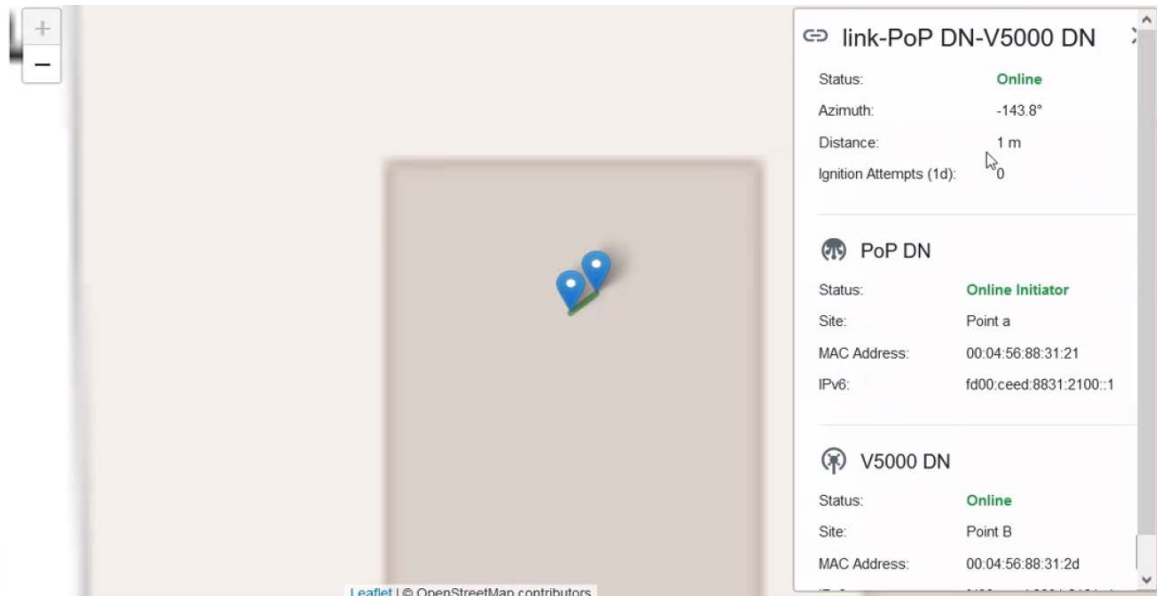 +
−
link-PoP DN-V5000 DN
Status: Online
Azimuth: -143.8°
Distance: 1 m
Ignition Attempts (1d): 0
PoP DN
Status: Online Initiator
Site: Point a
MAC Address: 00:04:56:88:31:21
IPv6: fd00:ceed:8831:2100::1
V5000 DN
Status: Online
Site: Point B
MAC Address: 00:04:56:88:31:2d
Leaflet | © OpenStreetMap contributors